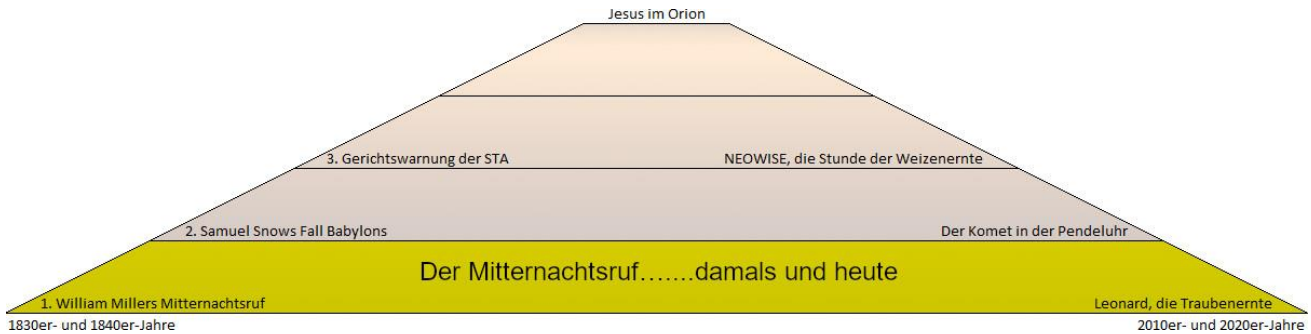 Jesus im Orion
3. Gerichtswarnung der STA NEOWISE, die Stunde der Weizenernte
2. Samuel Snows Fall Babylons Der Komet in der Pendeluhr
Der Mitternachtsruf…....damals und heute
1. William Millers Mitternachtsruf Leonard, die Traubenernte
1830er- und 1840er-Jahre 2010er- und 2020er-Jahre